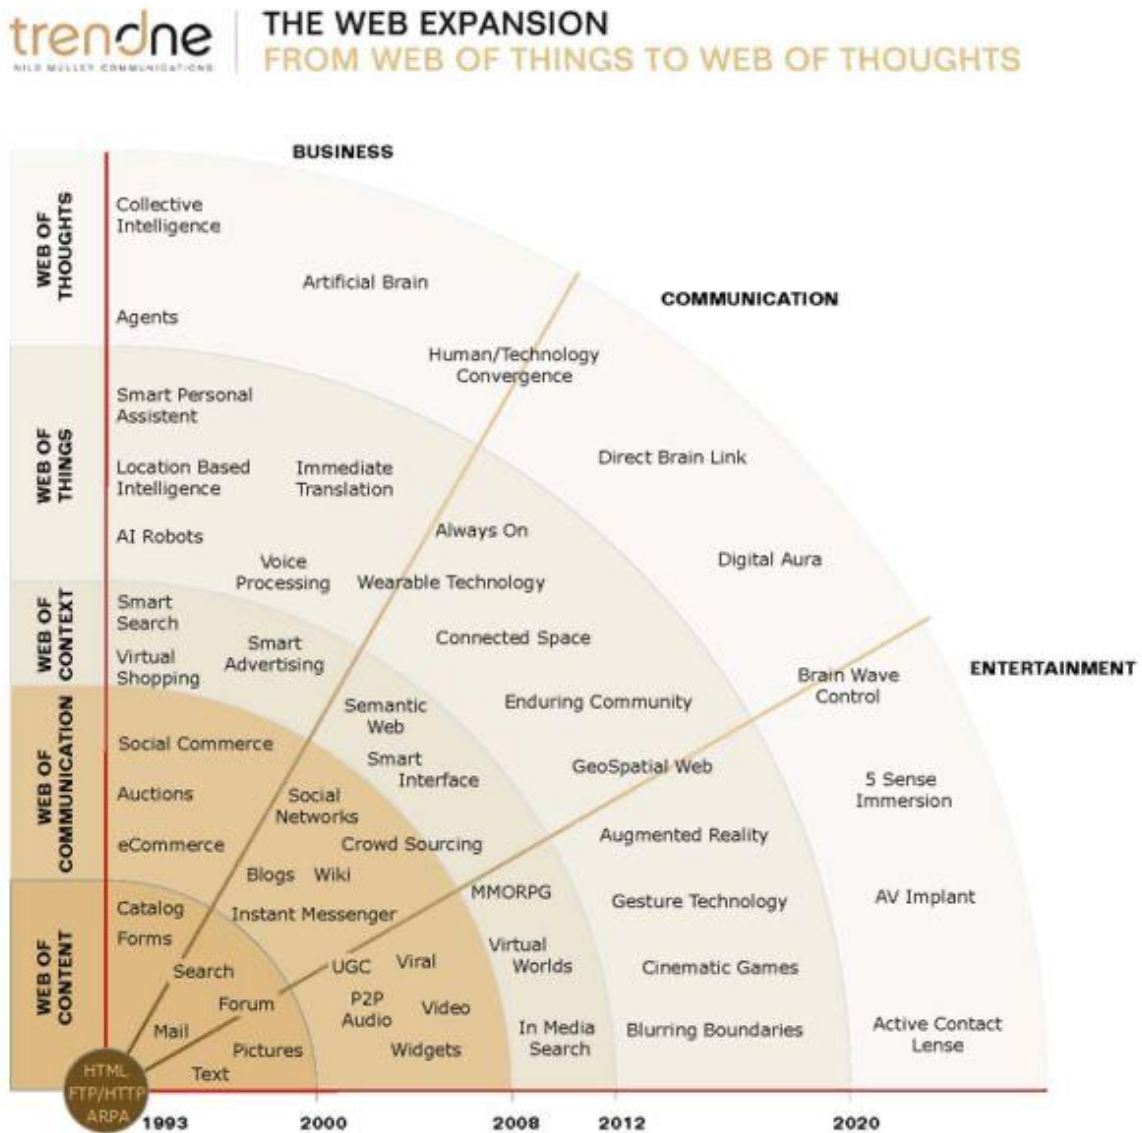 trendne
NILS MÜLLER COMMUNICATIONS
THE WEB EXPANSION
FROM WEB OF THINGS TO WEB OF THOUGHTS
BUSINESS
COMMUNICATION
ENTERTAINMENT
WEB OF
THOUGHTS
Collective
Intelligence
Artificial Brain
Agents
Human/Technology
Convergence
Direct Brain Link
Digital Aura
Brain Wave
Control
5 Sense
Immersion
AV Implant
Active Contact
Lense
WEB OF
THINGS
Smart Personal
Assistent
Location Based
Intelligence
Immediate
Translation
AI Robots
Voice
Processing
Always On
Wearable Technology
Connected Space
Enduring Community
GeoSpatial Web
Augmented Reality
Gesture Technology
Cinematic Games
Blurring Boundaries
WEB OF
CONTEXT
Smart
Search
Virtual
Shopping
Smart
Advertising
Semantic
Web
Smart
Interface
MMORPG
Virtual
Worlds
In Media
Search
WEB OF
COMMUNICATION
Social Commerce
Auctions
eCommerce
Social
Networks
Crowd Sourcing
Blogs
Wiki
Instant Messenger
UGC
Viral
P2P
Audio
Video
Widgets
WEB OF
CONTENT
Catalog
Forms
Search
Forum
Mail
Pictures
Text
HTML
FTP/HTTP
ARPA
1993
2000
2008
2012
2020